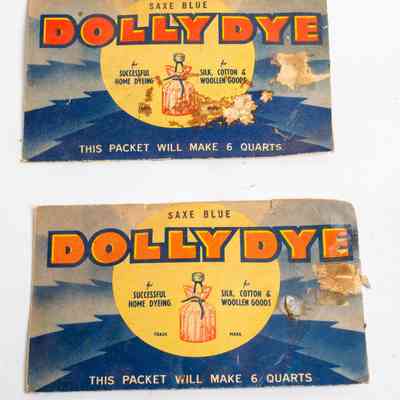 SAXE BLUE
DOLLY DYE
for for
SUCCESSFUL SILK, COTTON &
HOME DYEING WOOLLEN GOODS
THIS PACKET WILL MAKE 6 QUARTS
SAXE BLUE
DOLLY DYE
for for
SUCCESSFUL SILK, COTTON &
HOME DYEING WOOLLEN GOODS
TRADE MARK
THIS PACKET WILL MAKE 6 QUARTS